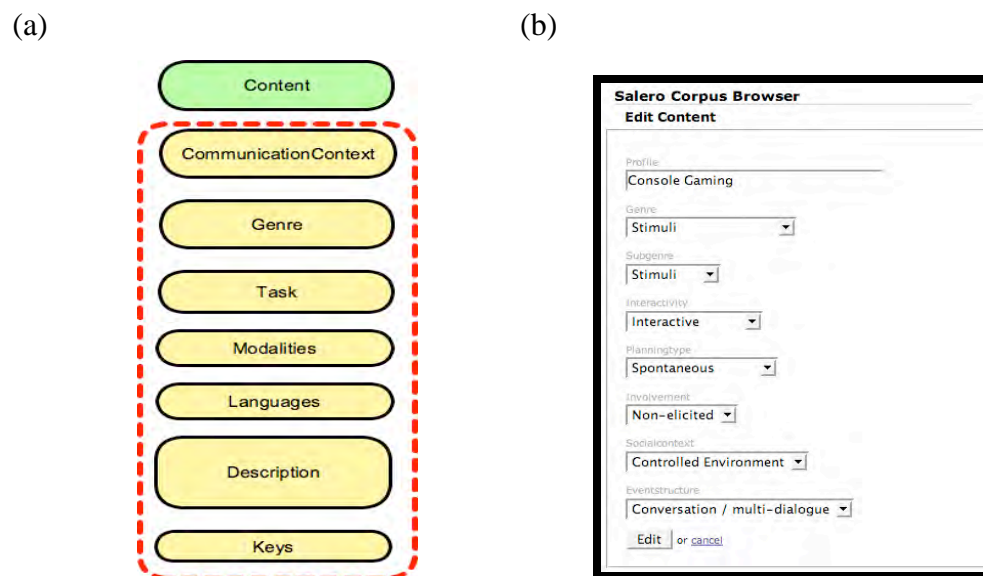 (a)
(b)
Content
CommunicationContext
Genre
Task
Modalities
Languages
Description
Keys
Salero Corpus Browser
Edit Content
Profile
Console Gaming
Genre
Stimuli
Subgenre
Stimuli
Interactivity
Interactive
Planningtype
Spontaneous
Involvement
Non-elicited
Socialcontext
Controlled Environment
Eventstructure
Conversation / multi-dialogue
Edit or cancel